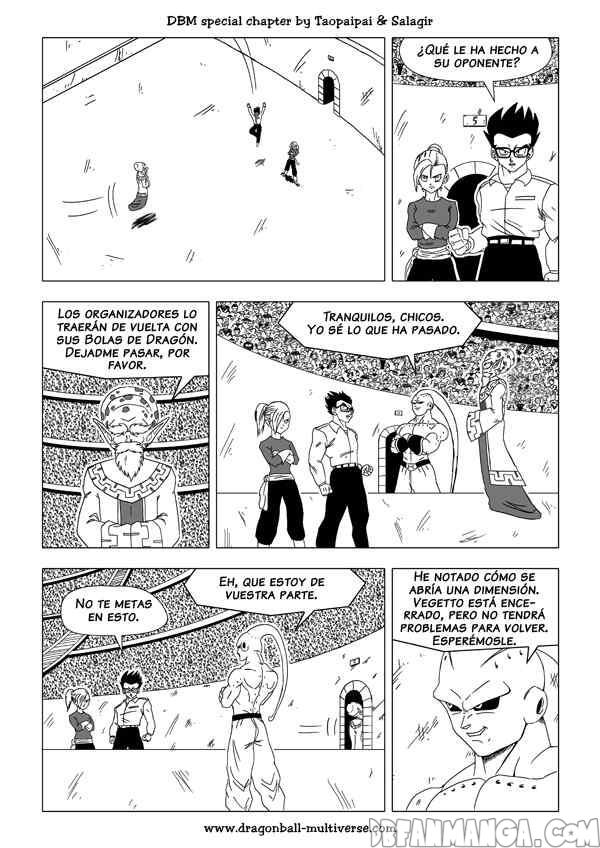 DBM special chapter by Taopaipai & Salagir
¿Qué le ha hecho a
su oponente?
5
Los organizadores lo
traerán de vuelta con
sus Bolas de Dragón.
Dejadme pasar, por
favor.
Tranquilos, chicos.
Yo sé lo que ha pasado.
No te metas
en esto.
Eh, que estoy de
vuestra parte.
He notado cómo se
abría una dimensión.
Vegetto está ence-
rrado, pero no tendrá
problemas para volver.
Esperémosle.
www.dragonball-multiverse.com
DBFANMANGA.COM